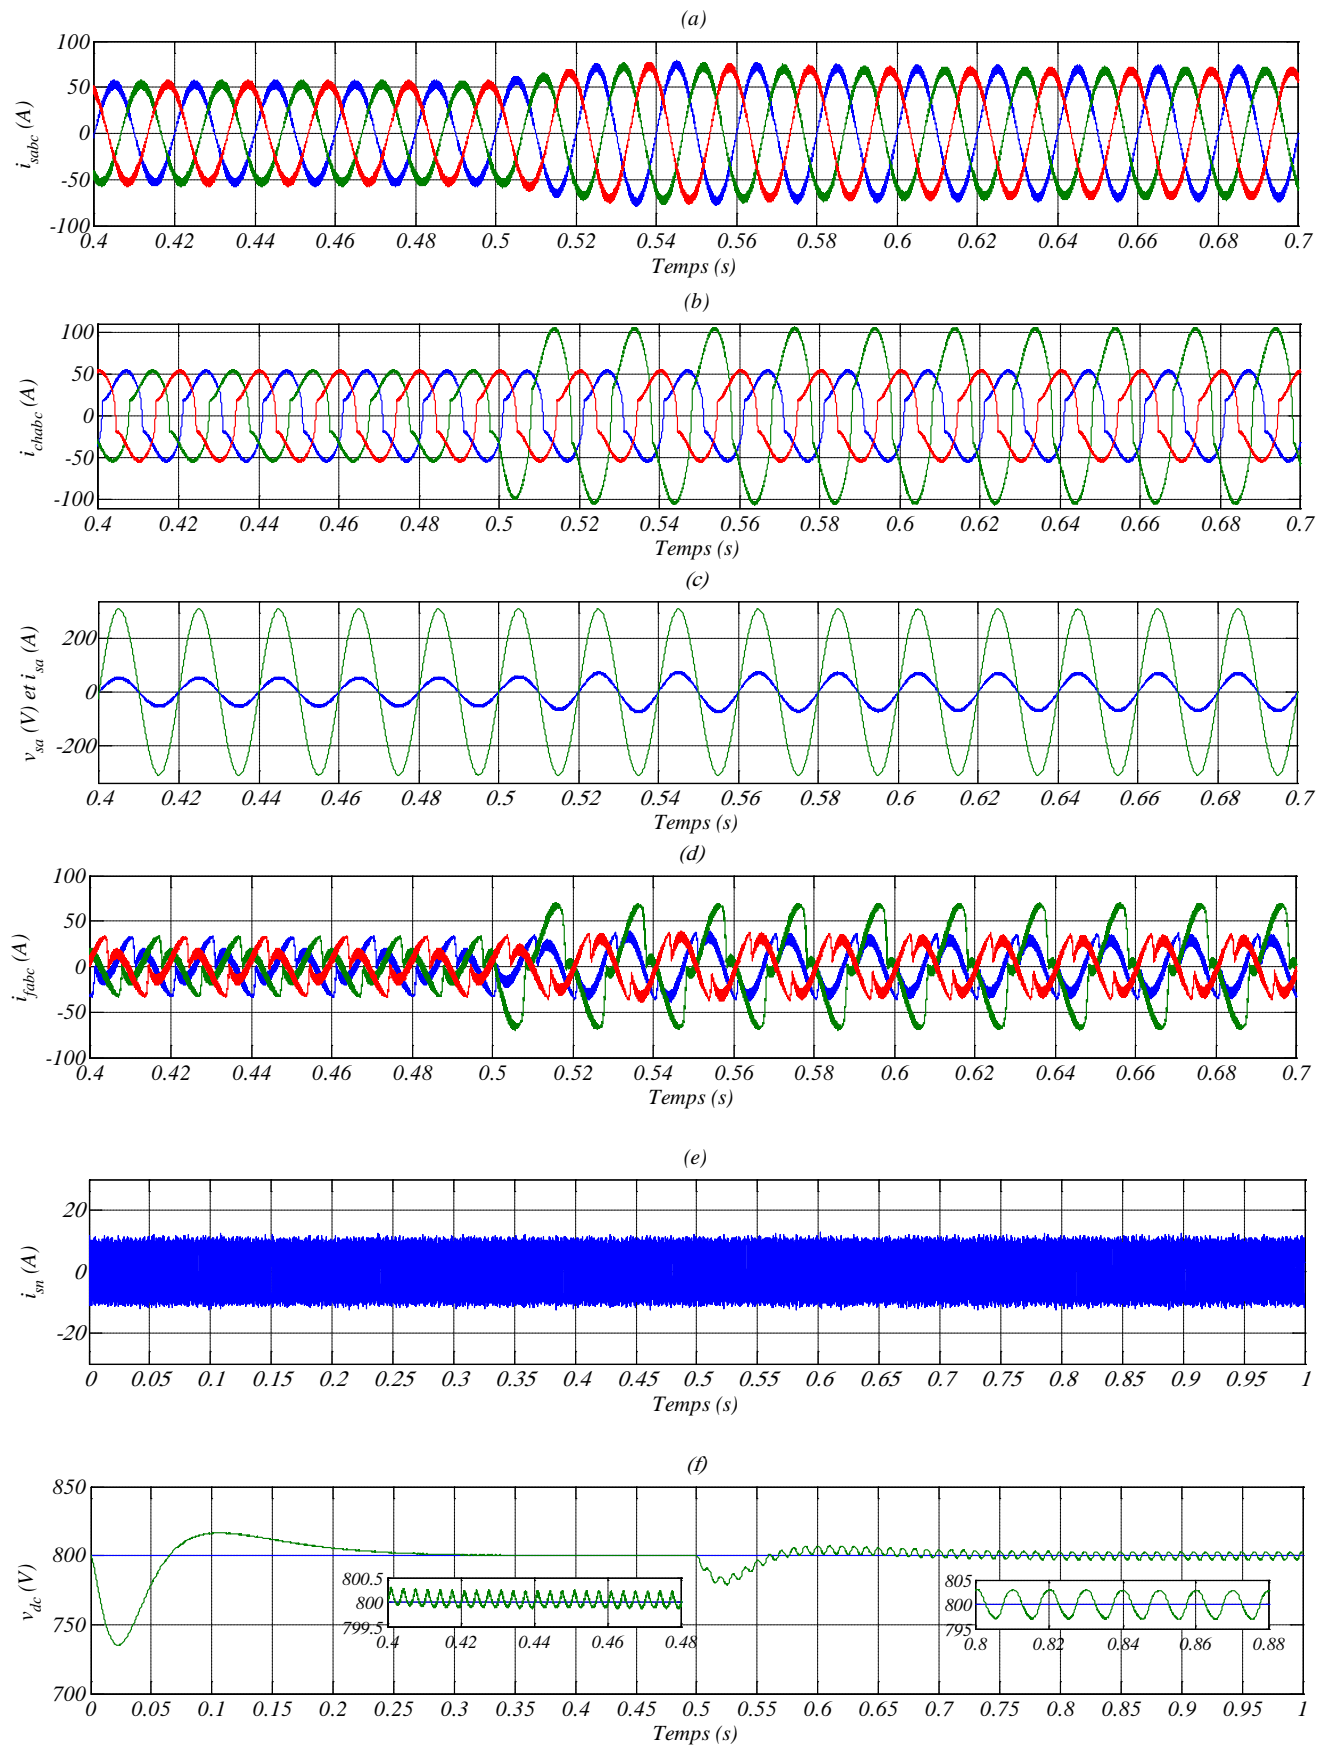 (a)
100
50
0
-50
-100
i_sabc (A)
0.4 0.42 0.44 0.46 0.48 0.5 0.52 0.54 0.56 0.58 0.6 0.62 0.64 0.66 0.68 0.7
Temps (s)
(b)
100
50
0
-50
-100
i_chabc (A)
0.4 0.42 0.44 0.46 0.48 0.5 0.52 0.54 0.56 0.58 0.6 0.62 0.64 0.66 0.68 0.7
Temps (s)
(c)
200
0
-200
v_sa (V) et i_sa (A)
0.4 0.42 0.44 0.46 0.48 0.5 0.52 0.54 0.56 0.58 0.6 0.62 0.64 0.66 0.68 0.7
Temps (s)
(d)
100
50
0
-50
-100
i_fabc (A)
0.4 0.42 0.44 0.46 0.48 0.5 0.52 0.54 0.56 0.58 0.6 0.62 0.64 0.66 0.68 0.7
Temps (s)
(e)
20
0
-20
i_sn (A)
0 0.05 0.1 0.15 0.2 0.25 0.3 0.35 0.4 0.45 0.5 0.55 0.6 0.65 0.7 0.75 0.8 0.85 0.9 0.95 1
Temps (s)
(f)
850
800
750
700
v_dc (V)
800.5
800
799.5
0.4 0.42 0.44 0.46 0.48
805
800
795
0.8 0.82 0.84 0.86 0.88
0 0.05 0.1 0.15 0.2 0.25 0.3 0.35 0.4 0.45 0.5 0.55 0.6 0.65 0.7 0.75 0.8 0.85 0.9 0.95 1
Temps (s)